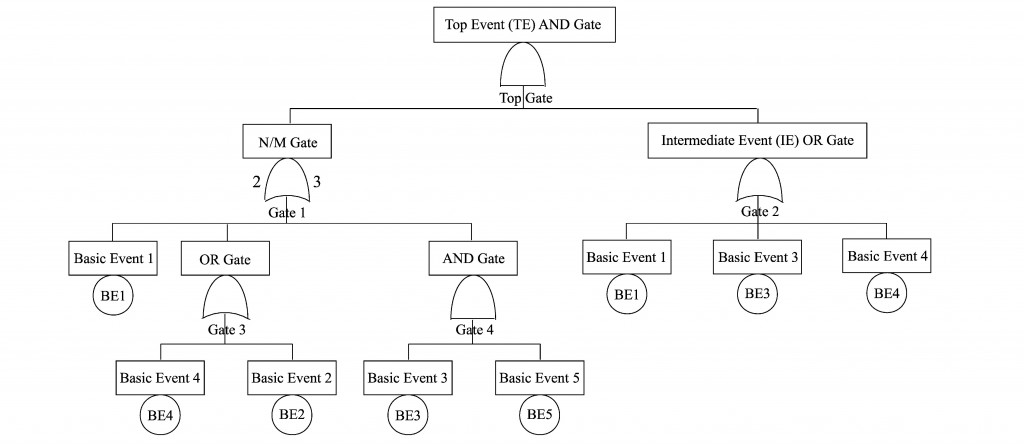 Top Event (TE) AND Gate
Top Gate
N/M Gate
Intermediate Event (IE) OR Gate
2 3
Gate 1
Gate 2
Basic Event 1
OR Gate
AND Gate
Basic Event 1
Basic Event 3
Basic Event 4
BE1
BE1
BE3
BE4
Gate 3
Gate 4
Basic Event 4
Basic Event 2
Basic Event 3
Basic Event 5
BE4
BE2
BE3
BE5